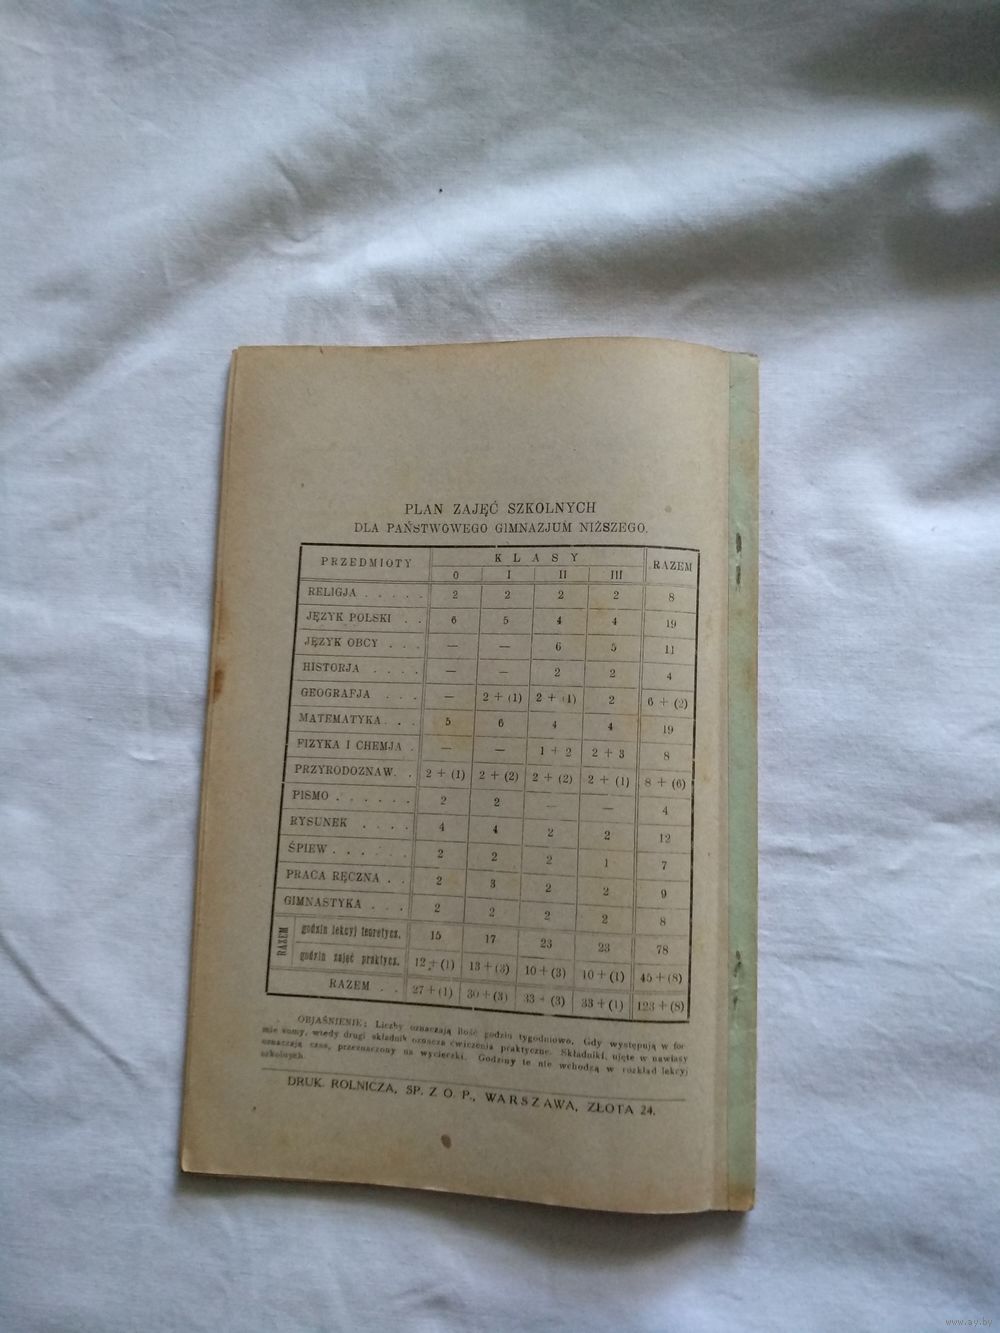 PLAN ZAJĘĆ SZKOLNYCH
DLA PAŃSTWOWEGO GIMNAZJUM NIŻSZEGO.
PRZEDMIOTY K L A S Y RAZEM
0 I II III
RELIGJA . . . . . 2 2 2 2 8
JĘZYK POLSKI . . 6 5 4 4 19
JĘZYK OBCY . . . — — 6 5 11
HISTORJA . . . . — — 2 2 4
GEOGRAFJA . . . — 2 + (1) 2 + (1) 2 6 + (2)
MATEMATYKA . . . 5 6 4 4 19
FIZYKA I CHEMJA . — — 1 + 2 2 + 3 8
PRZYRODOZNAW. . 2 + (1) 2 + (2) 2 + (2) 2 + (1) 8 + (6)
PISMO . . . . . . 2 2 — — 4
RYSUNEK . . . . 4 4 2 2 12
ŚPIEW . . . . . . 2 2 2 1 7
PRACA RĘCZNA . . 2 3 2 2 9
GIMNASTYKA . . . 2 2 2 2 8
RAZEM godzin lekcyj teoretycz. 15 17 23 23 78
godzin zajęć praktycz. 12 + (1) 13 + (3) 10 + (3) 10 + (1) 45 + (8)
RAZEM . . 27 + (1) 30 + (3) 33 + (3) 33 + (1) 123 + (8)
OBJAŚNIENIE: Liczby oznaczają ilość godzin tygodniowo. Gdy występują w for
mie sumy, wtedy drugi składnik oznacza ćwiczenia praktyczne. Składniki, ujęte w nawiasy
oznaczają czas, przeznaczony na wycieczki. Godziny te nie wchodzą w rozkład lekcyj
szkolnych.
DRUK. ROLNICZA, SP. Z O. P., WARSZAWA, ZŁOTA 24.
www.ay.by